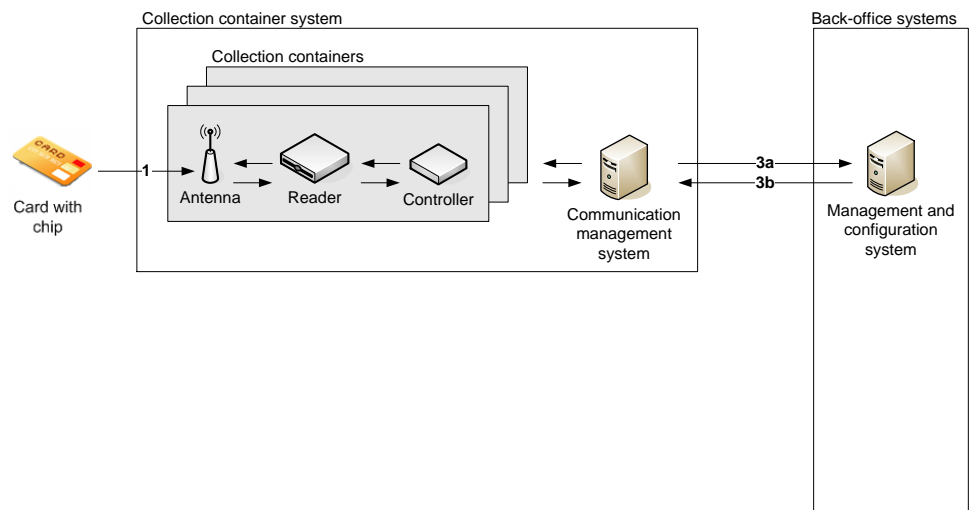 Collection container system
Back-office systems
Collection containers
CARD
1
3a
3b
Antenna
Reader
Controller
Card with
chip
Communication
management
system
Management and
configuration
system